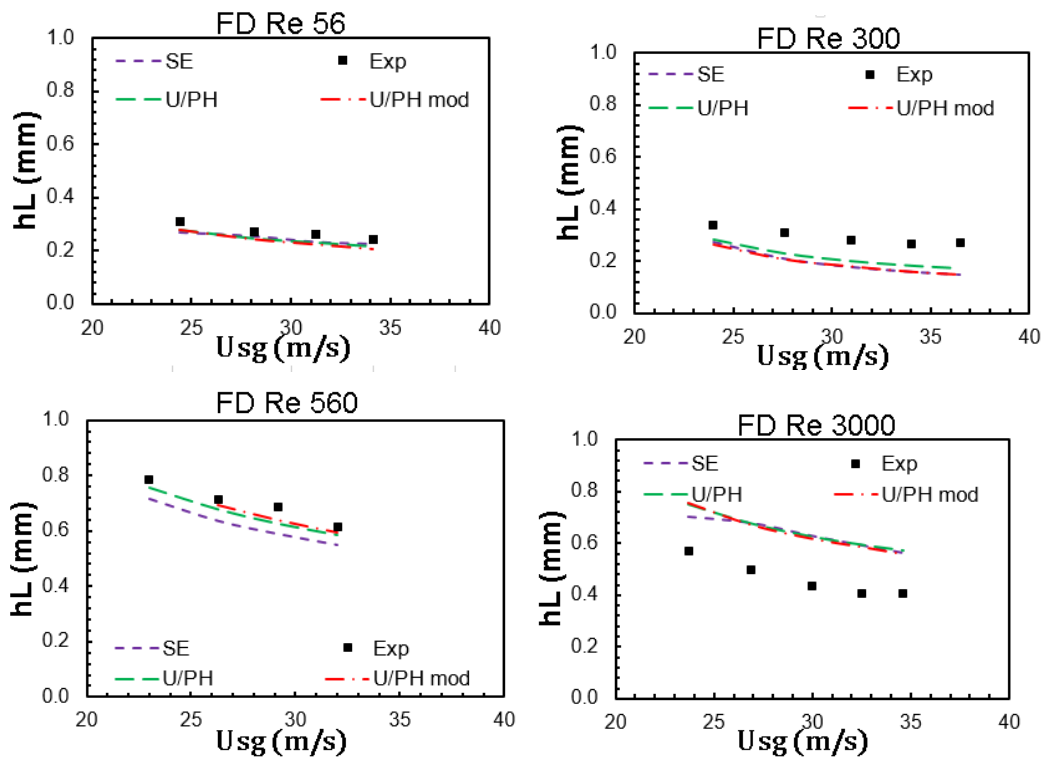 FD Re 56
1.0
SE
Exp
0.8
U/PH
U/PH mod
0.6
hL (mm)
0.4
0.2
0.0
20
25
30
35
40
Usg (m/s)
FD Re 300
1.0
SE
Exp
0.8
U/PH
U/PH mod
0.6
hL (mm)
0.4
0.2
0.0
20
25
30
35
40
Usg (m/s)
FD Re 560
1.0
0.8
0.6
hL (mm)
0.4
0.2
SE
Exp
U/PH
U/PH mod
0.0
20
25
30
35
40
Usg (m/s)
FD Re 3000
1.0
SE
Exp
0.8
U/PH
U/PH mod
0.6
hL (mm)
0.4
0.2
0.0
20
25
30
35
40
Usg (m/s)